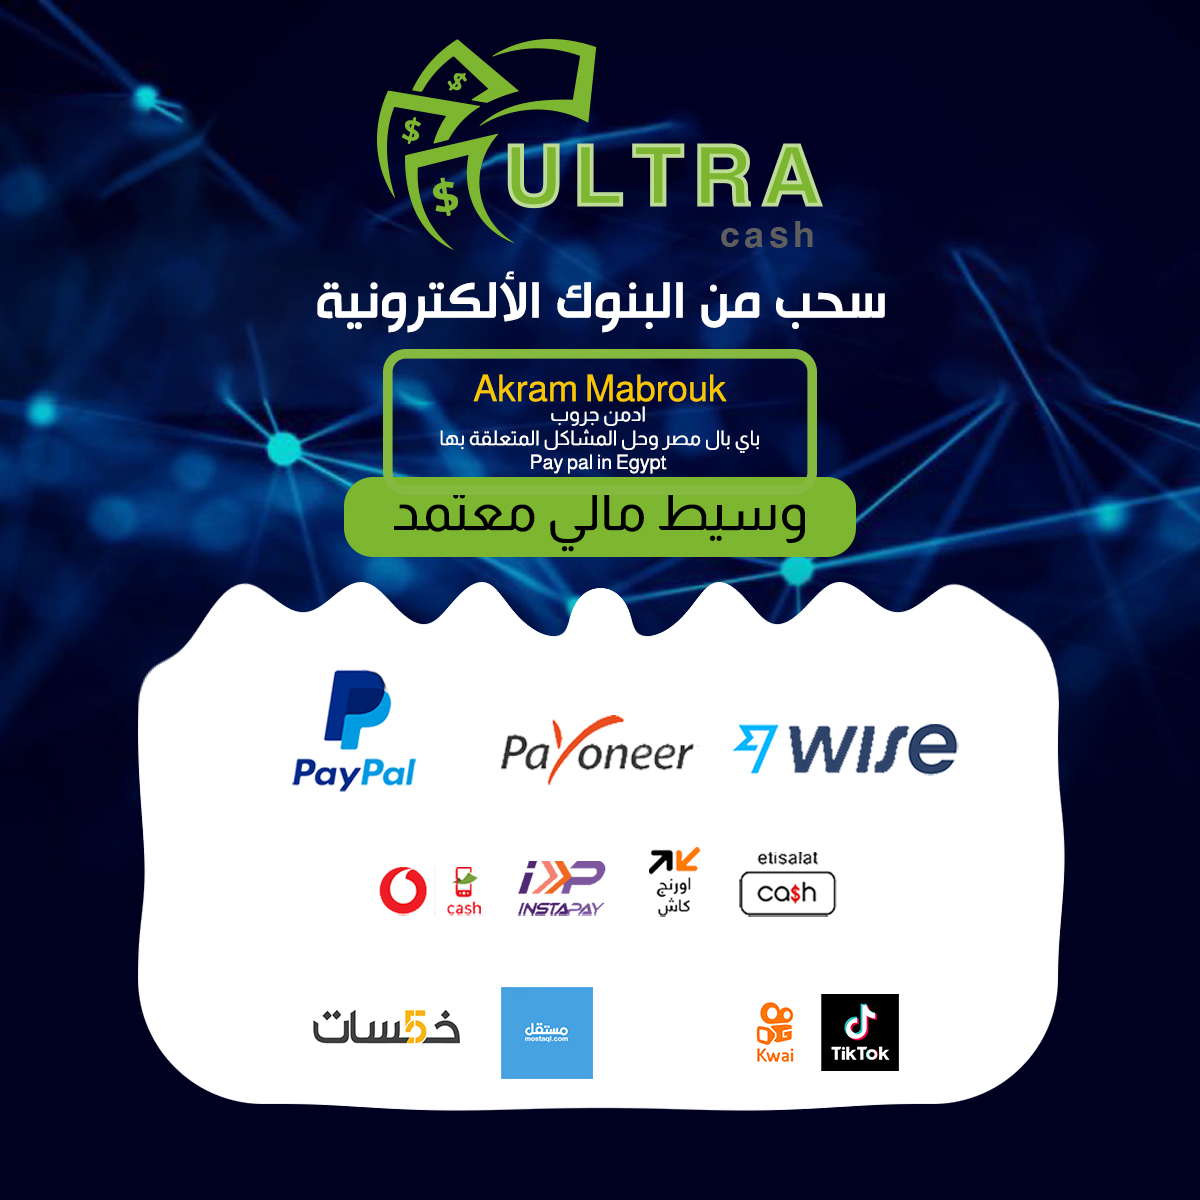 ULTRA
cash
سحب من البنوك الألكترونية
Akram Mabrouk
ادمن جروب
باي بال مصر وحل المشاكل المتعلقة بها
Pay pal in Egypt
وسيط مالي معتمد
PayPal
Payoneer
wise
cash
INSTAPAY
اورنج
كاش
etisalat
ca$h
خمسات
مستقل
mostaql.com
Kwai
TikTok